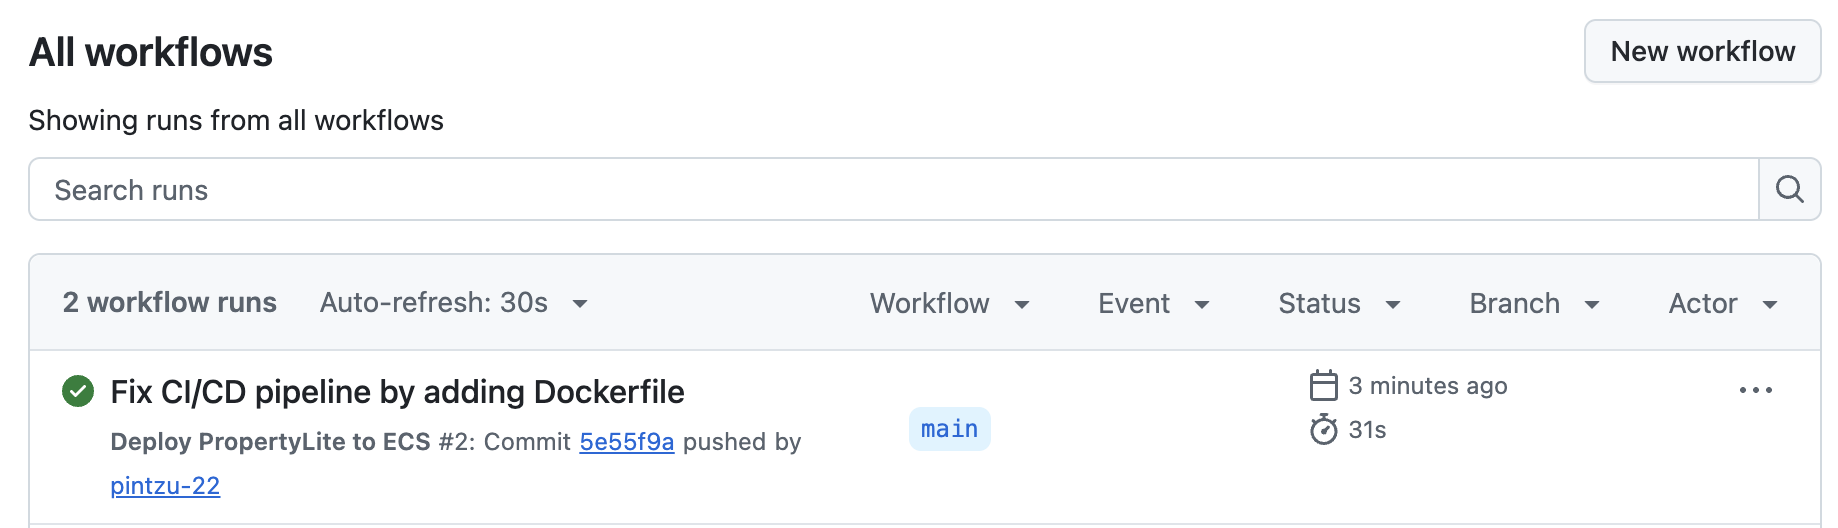 All workflows
New workflow
Showing runs from all workflows
Search runs
2 workflow runs Auto-refresh: 30s Workflow Event Status Branch Actor
Fix CI/CD pipeline by adding Dockerfile
Deploy PropertyLite to ECS #2: Commit 5e55f9a pushed by
pintzu-22
main
3 minutes ago
31s